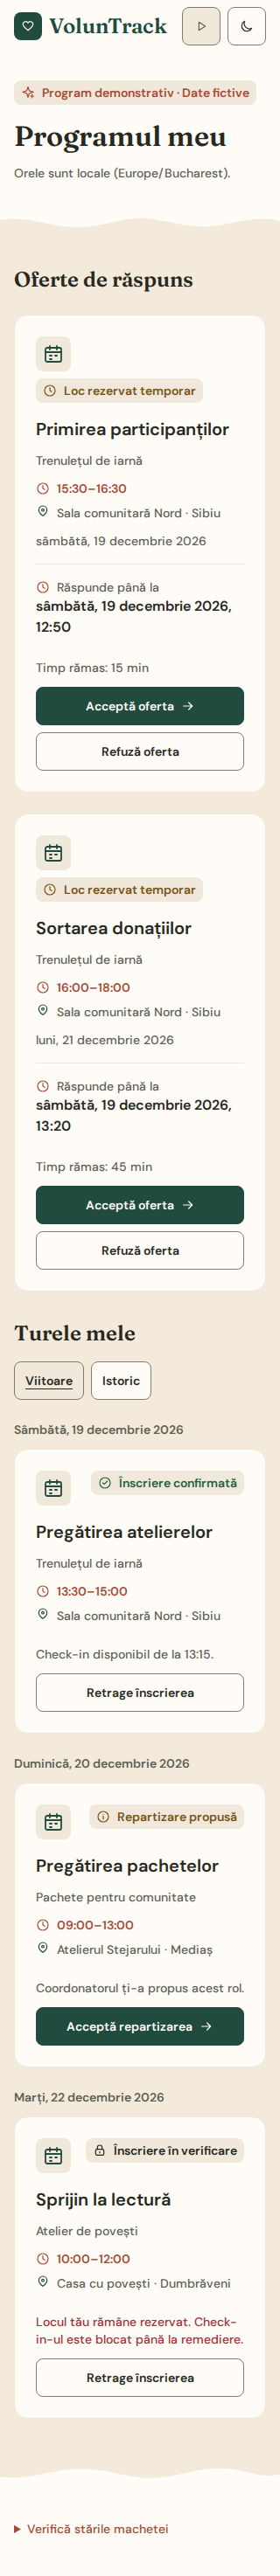 VolunTrack
Program demonstrativ · Date fictive
Programul meu
Orele sunt locale (Europe/Bucharest).
Oferte de răspuns
Loc rezervat temporar
Primirea participanților
Trenulețul de iarnă
15:30–16:30
Sala comunitară Nord · Sibiu
sâmbătă, 19 decembrie 2026
Răspunde până la
sâmbătă, 19 decembrie 2026,
12:50
Timp rămas: 15 min
Acceptă oferta →
Refuză oferta
Loc rezervat temporar
Sortarea donațiilor
Trenulețul de iarnă
16:00–18:00
Sala comunitară Nord · Sibiu
luni, 21 decembrie 2026
Răspunde până la
sâmbătă, 19 decembrie 2026,
13:20
Timp rămas: 45 min
Acceptă oferta →
Refuză oferta
Turele mele
Viitoare
Istoric
Sâmbătă, 19 decembrie 2026
Înscriere confirmată
Pregătirea atelierelor
Trenulețul de iarnă
13:30–15:00
Sala comunitară Nord · Sibiu
Check-in disponibil de la 13:15.
Retrage înscrierea
Duminică, 20 decembrie 2026
Repartizare propusă
Pregătirea pachetelor
Pachete pentru comunitate
09:00–13:00
Atelierul Stejarului · Mediaș
Coordonatorul ți-a propus acest rol.
Acceptă repartizarea →
Marți, 22 decembrie 2026
Înscriere în verificare
Sprijin la lectură
Atelier de povești
10:00–12:00
Casa cu povești · Dumbrăveni
Locul tău rămâne rezervat. Check-
in-ul este blocat până la remediere.
Retrage înscrierea
Verifică stările machetei